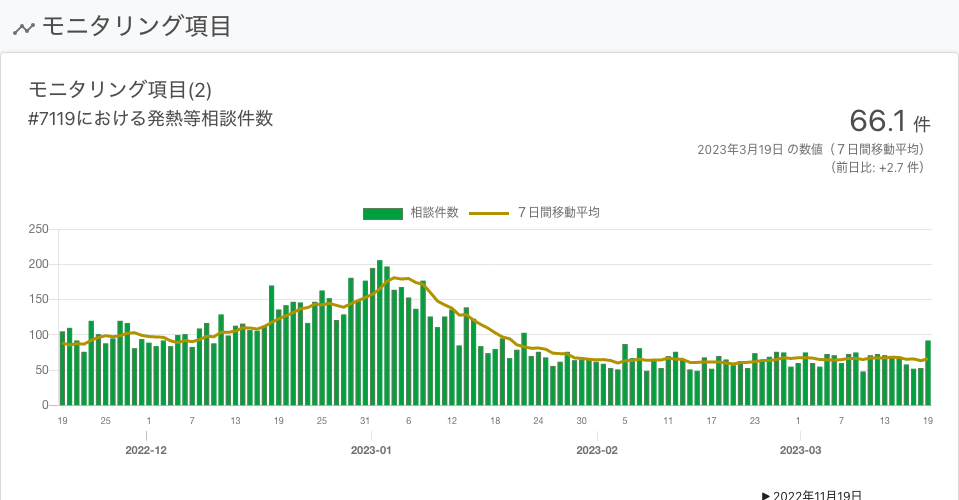 モニタリング項目
モニタリング項目(2)
#7119における発熱等相談件数
66.1 件
2023年3月19日 の数値（７日間移動平均）
（前日比: +2.7 件）
相談件数 ７日間移動平均
250
200
150
100
50
0
19 25 1 7 13 19 25 31 6 12 18 24 30 5 11 17 23 1 7 13 19
2022-12 2023-01 2023-02 2023-03
▶ 2022年11月19日